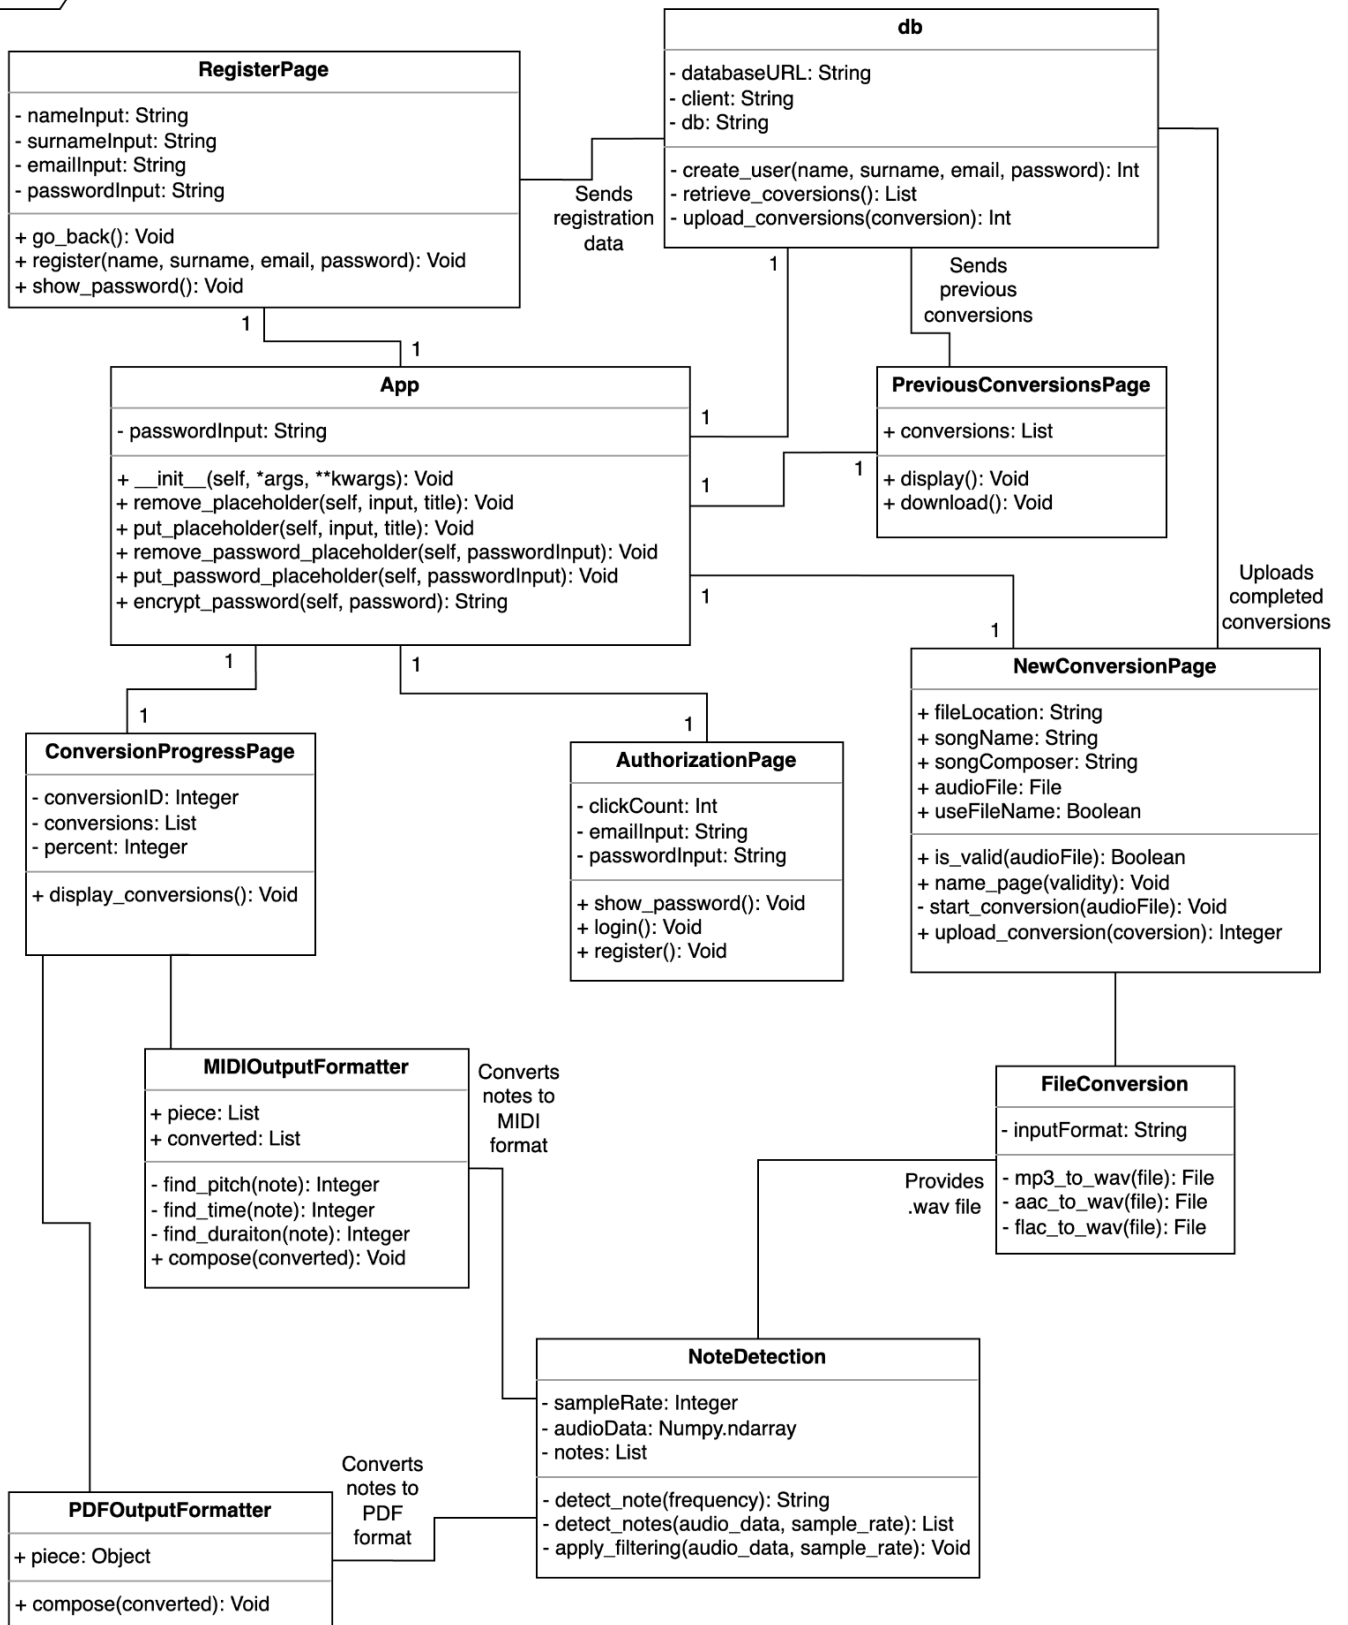 db
- databaseURL: String
- client: String
- db: String
- create_user(name, surname, email, password): Int
- retrieve_coversions(): List
- upload_conversions(conversion): Int
RegisterPage
- nameInput: String
- surnameInput: String
- emailInput: String
- passwordInput: String
+ go_back(): Void
+ register(name, surname, email, password): Void
+ show_password(): Void
Sends
registration
data
1
1
1
Sends
previous
conversions
App
- passwordInput: String
+ __init__(self, *args, **kwargs): Void
+ remove_placeholder(self, input, title): Void
+ put_placeholder(self, input, title): Void
+ remove_password_placeholder(self, passwordInput): Void
+ put_password_placeholder(self, passwordInput): Void
+ encrypt_password(self, password): String
1
1
1
1
PreviousConversionsPage
+ conversions: List
+ display(): Void
+ download(): Void
Uploads
completed
conversions
1
NewConversionPage
+ fileLocation: String
+ songName: String
+ songComposer: String
+ audioFile: File
+ useFileName: Boolean
+ is_valid(audioFile): Boolean
+ name_page(validity): Void
- start_conversion(audioFile): Void
+ upload_conversion(coversion): Integer
1
1
1
1
ConversionProgressPage
- conversionID: Integer
- conversions: List
- percent: Integer
+ display_conversions(): Void
AuthorizationPage
- clickCount: Int
- emailInput: String
- passwordInput: String
+ show_password(): Void
+ login(): Void
+ register(): Void
MIDIOutputFormatter
+ piece: List
+ converted: List
- find_pitch(note): Integer
- find_time(note): Integer
- find_duraiton(note): Integer
+ compose(converted): Void
Converts
notes to
MIDI
format
FileConversion
- inputFormat: String
- mp3_to_wav(file): File
- aac_to_wav(file): File
- flac_to_wav(file): File
Provides
.wav file
NoteDetection
- sampleRate: Integer
- audioData: Numpy.ndarray
- notes: List
- detect_note(frequency): String
- detect_notes(audio_data, sample_rate): List
- apply_filtering(audio_data, sample_rate): Void
Converts
notes to
PDF
format
PDFOutputFormatter
+ piece: Object
+ compose(converted): Void